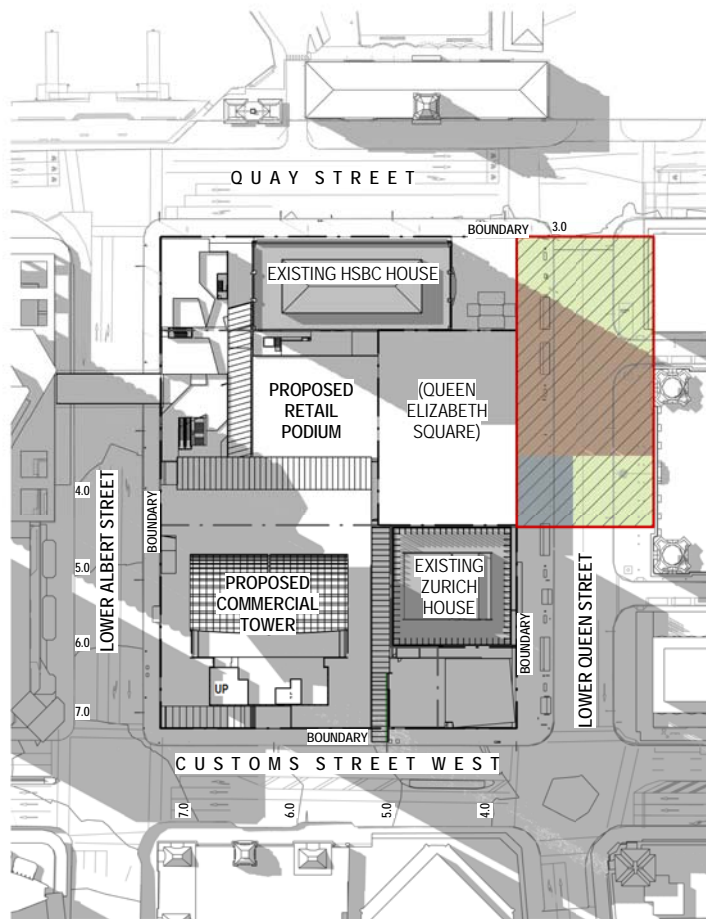 QUAY STREET
BOUNDARY
3.0
EXISTING HSBC HOUSE
PROPOSED
RETAIL
PODIUM
(QUEEN
ELIZABETH
SQUARE)
4.0
BOUNDARY
LOWER ALBERT STREET
5.0
EXISTING
ZURICH
HOUSE
PROPOSED
COMMERCIAL
TOWER
6.0
BOUNDARY
LOWER QUEEN STREET
UP
7.0
BOUNDARY
CUSTOMS STREET WEST
7.0
6.0
5.0
4.0